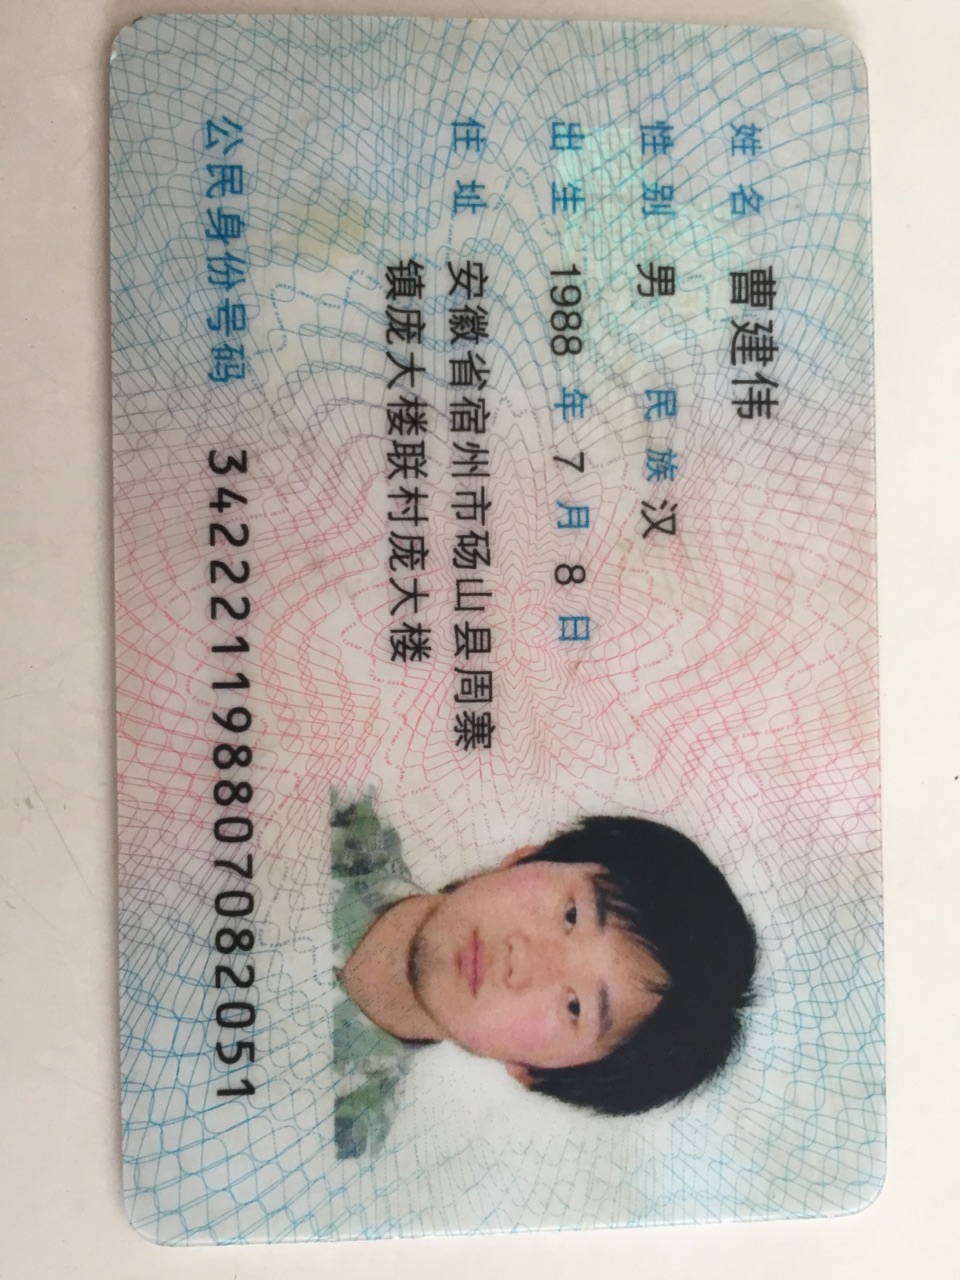 姓名 曹建伟
性别 男 民族 汉
出生 1988 年 7 月 8 日
住址 安徽省宿州市砀山县周寨
镇庞大楼联村庞大楼
公民身份号码 342221198807082051